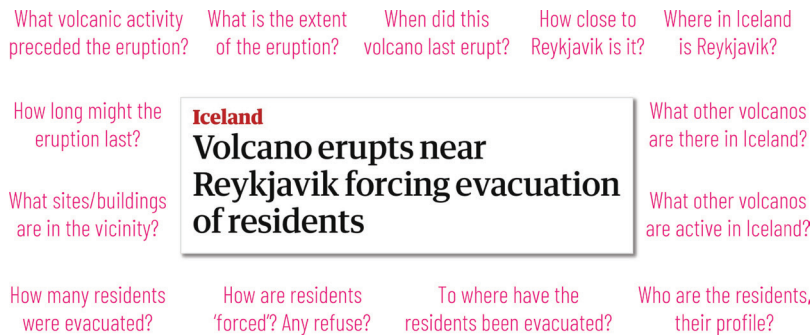 What volcanic activity
preceded the eruption?
What is the extent
of the eruption?
When did this
volcano last erupt?
How close to
Reykjavik is it?
Where in Iceland
is Reykjavik?
How long might the
eruption last?
What sites/buildings
are in the vicinity?
Iceland
Volcano erupts near
Reykjavik forcing evacuation
of residents
What other volcanos
are there in Iceland?
What other volcanos
are active in Iceland?
How many residents
were evacuated?
How are residents
‘forced’? Any refuse?
To where have the
residents been evacuated?
Who are the residents,
their profile?